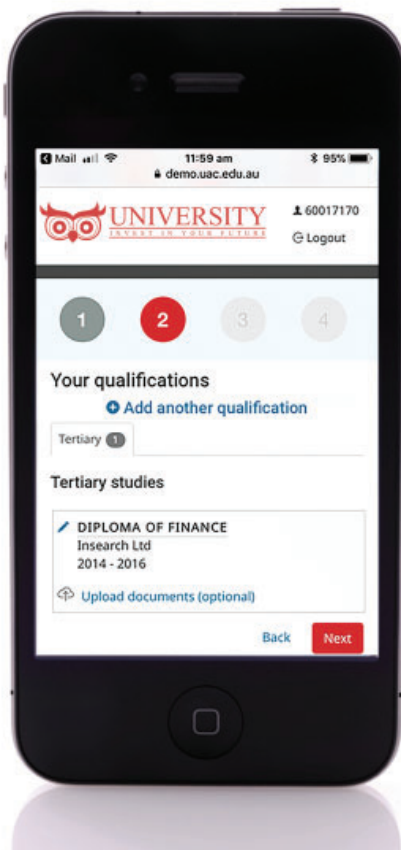 Mail 11:59 am 95%
demo.uac.edu.au
UNIVERSITY
INVEST IN YOUR FUTURE
60017170
Logout
1 2 3 4
Your qualifications
Add another qualification
Tertiary 1
Tertiary studies
DIPLOMA OF FINANCE
Insearch Ltd
2014 - 2016
Upload documents (optional)
Back Next